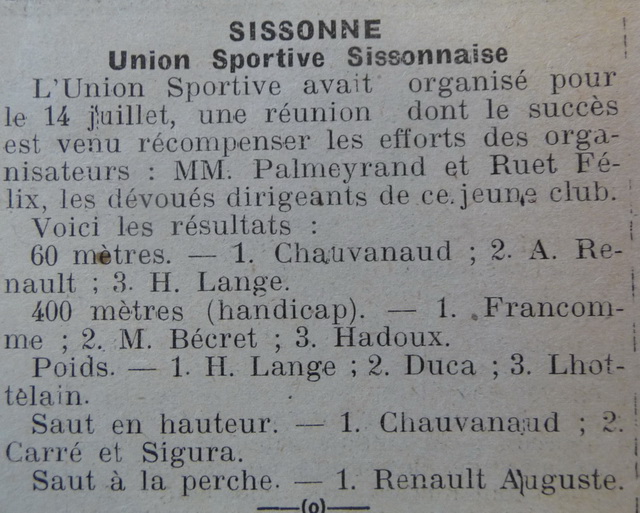 SISSONNE
Union Sportive Sissonnaise
L'Union Sportive avait organisé pour
le 14 juillet, une réunion dont le succès
est venu récompenser les efforts des orga-
nisateurs : MM. Palmeyrand et Ruet Fé-
lix, les dévoués dirigeants de ce jeune club.
Voici les résultats :
60 mètres. — 1. Chauvanaud ; 2. A. Re-
nault ; 3. H. Lange.
400 mètres (handicap). — 1. Francom-
me ; 2. M. Bécret ; 3. Hadoux.
Poids. — 1. H. Lange ; 2. Duca ; 3. Lhot-
telain.
Saut en hauteur. — 1. Chauvanaud ; 2.
Carré et Sigura.
Saut à la perche. — 1. Renault Auguste.
—(o)—